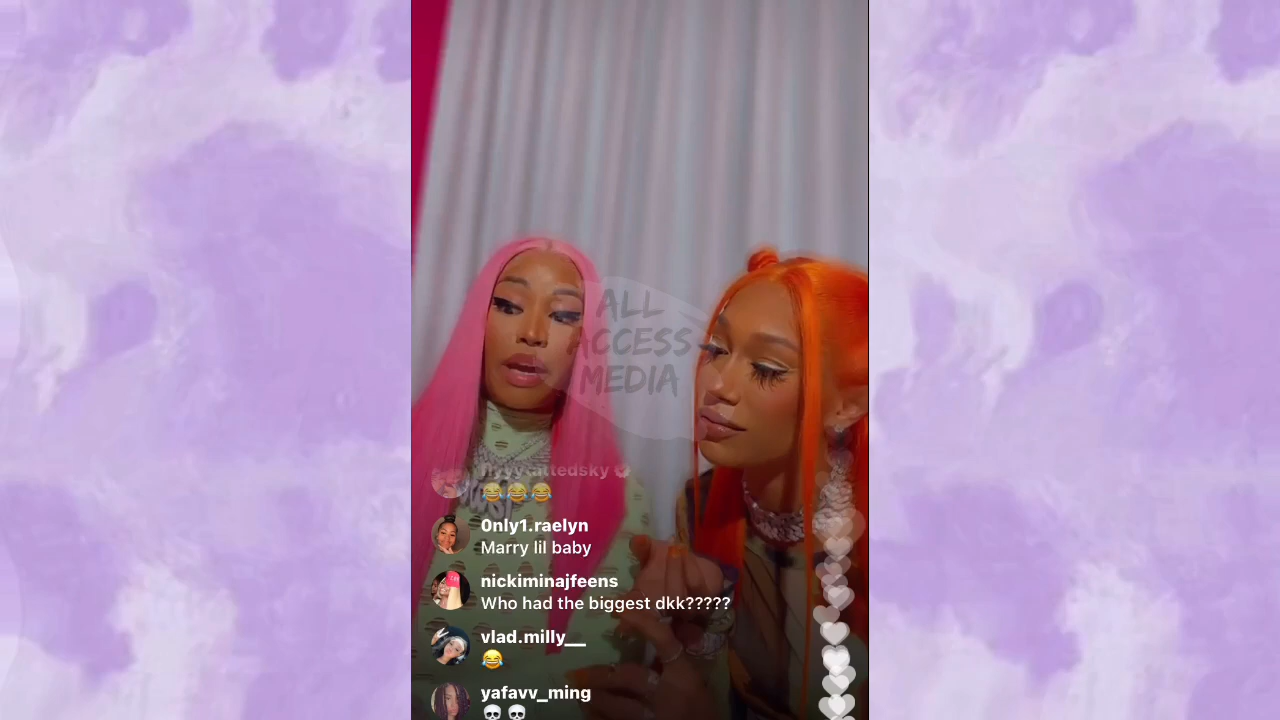 ALL
ACCESS
MEDIA
0nly1.raelyn
Marry lil baby
nickiminajfeens
Who had the biggest dkk?????
vlad.milly__
😂
yafavv_ming
💀💀